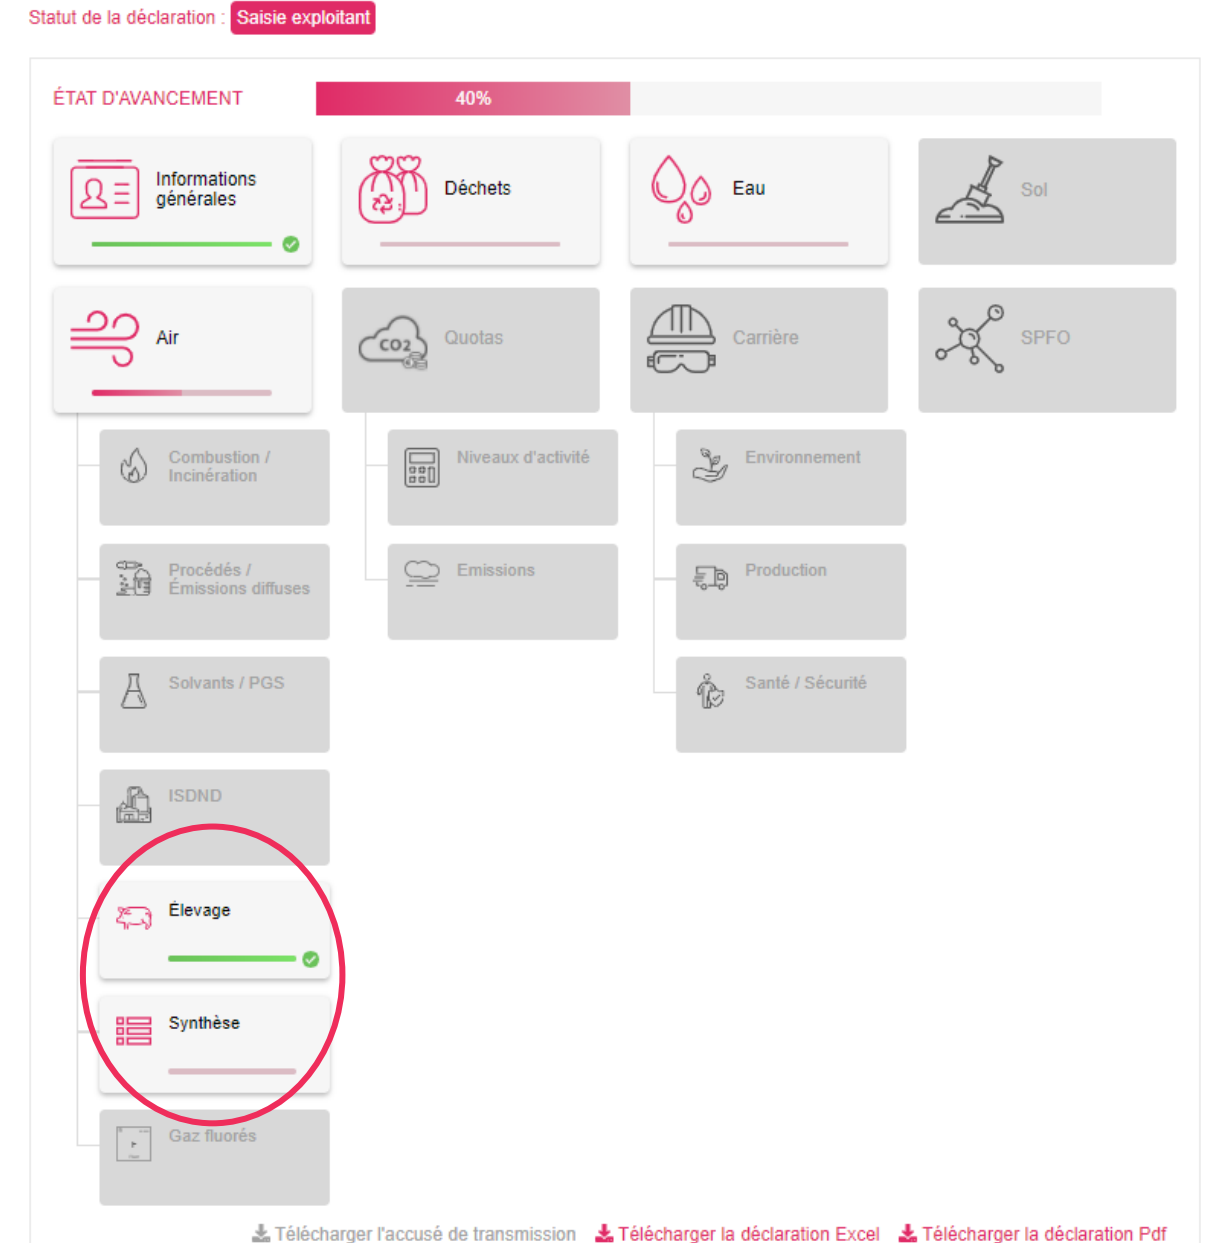 Statut de la déclaration : Saisie exploitant
ÉTAT D'AVANCEMENT
40%
Informations
générales
Déchets
Eau
Sol
Air
CO2
Quotas
Carrière
SPFO
Combustion /
Incinération
Niveaux d'activité
Environnement
Procédés /
Émissions diffuses
Emissions
Production
Solvants / PGS
Santé / Sécurité
ISDND
Élevage
Synthèse
Gaz fluorés
Télécharger l'accusé de transmission
Télécharger la déclaration Excel
Télécharger la déclaration Pdf